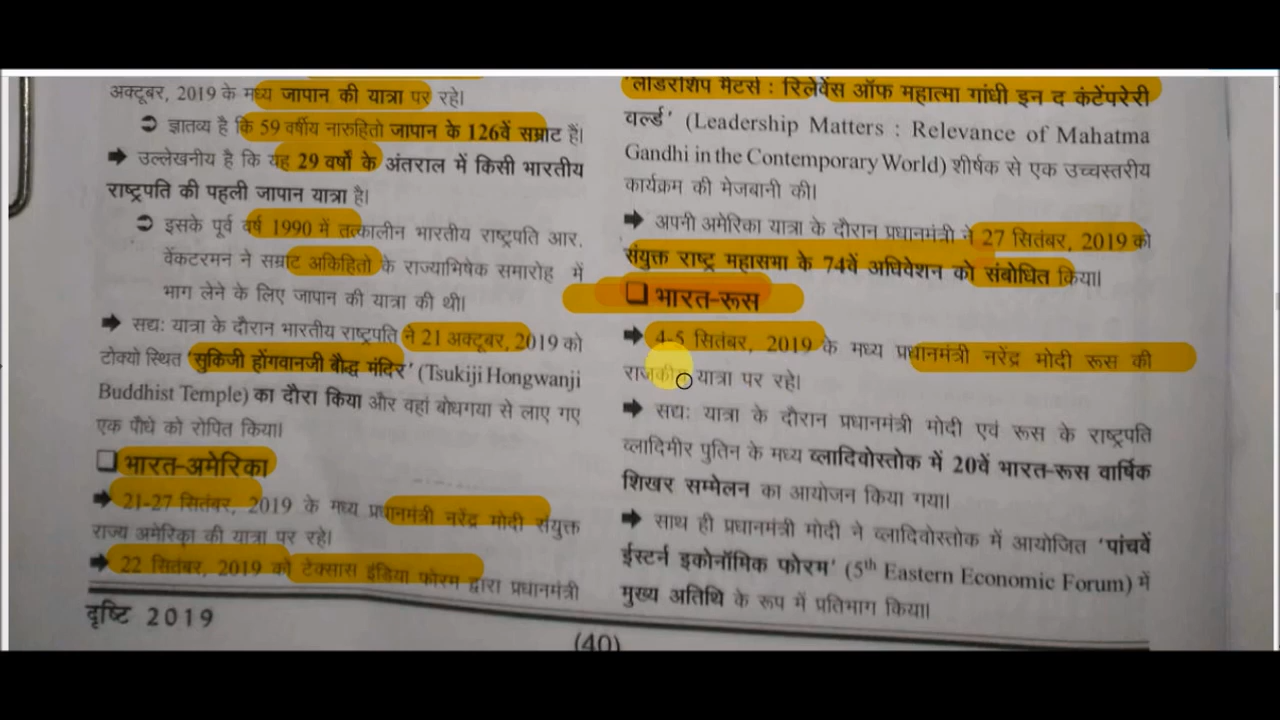 अक्टूबर, 2019 के मध्य जापान की यात्रा पर रहे।
➲ ज्ञातव्य है कि 59 वर्षीय नारुहितो जापान के 126वें सम्राट हैं।
➡ उल्लेखनीय है कि यह 29 वर्षों के अंतराल में किसी भारतीय
राष्ट्रपति की पहली जापान यात्रा है।
➲ इसके पूर्व वर्ष 1990 में तत्कालीन भारतीय राष्ट्रपति आर.
वेंकटरमन ने सम्राट अकिहितो के राज्याभिषेक समारोह में
भाग लेने के लिए जापान की यात्रा की थी।
➡ सद्यः यात्रा के दौरान भारतीय राष्ट्रपति ने 21 अक्टूबर, 2019 को
टोक्यो स्थित 'सुकिजी होंगवानजी बौद्ध मंदिर' (Tsukiji Hongwanji
Buddhist Temple) का दौरा किया और वहां बोधगया से लाए गए
एक पौधे को रोपित किया।
❑ भारत-अमेरिका
➡ 21-27 सितंबर, 2019 के मध्य प्रधानमंत्री नरेंद्र मोदी संयुक्त
राज्य अमेरिका की यात्रा पर रहे।
➡ 22 सितंबर, 2019 को टेक्सास इंडिया फोरम द्वारा प्रधानमंत्री
दृष्टि 2019
'लीडरशिप मैटर्स : रिलेवेंस ऑफ महात्मा गांधी इन द कंटेंपरेरी
वर्ल्ड' (Leadership Matters : Relevance of Mahatma
Gandhi in the Contemporary World) शीर्षक से एक उच्चस्तरीय
कार्यक्रम की मेजबानी की।
➡ अपनी अमेरिका यात्रा के दौरान प्रधानमंत्री ने 27 सितंबर, 2019 को
संयुक्त राष्ट्र महासभा के 74वें अधिवेशन को संबोधित किया।
❑ भारत-रूस
➡ 4-5 सितंबर, 2019 के मध्य प्रधानमंत्री नरेंद्र मोदी रूस की
राजकीय यात्रा पर रहे।
➡ सद्यः यात्रा के दौरान प्रधानमंत्री मोदी एवं रूस के राष्ट्रपति
व्लादिमीर पुतिन के मध्य व्लादिवोस्तोक में 20वें भारत-रूस वार्षिक
शिखर सम्मेलन का आयोजन किया गया।
➡ साथ ही प्रधानमंत्री मोदी ने व्लादिवोस्तोक में आयोजित 'पांचवें
ईस्टर्न इकोनॉमिक फोरम' (5th Eastern Economic Forum) में
मुख्य अतिथि के रूप में प्रतिभाग किया।
(40)